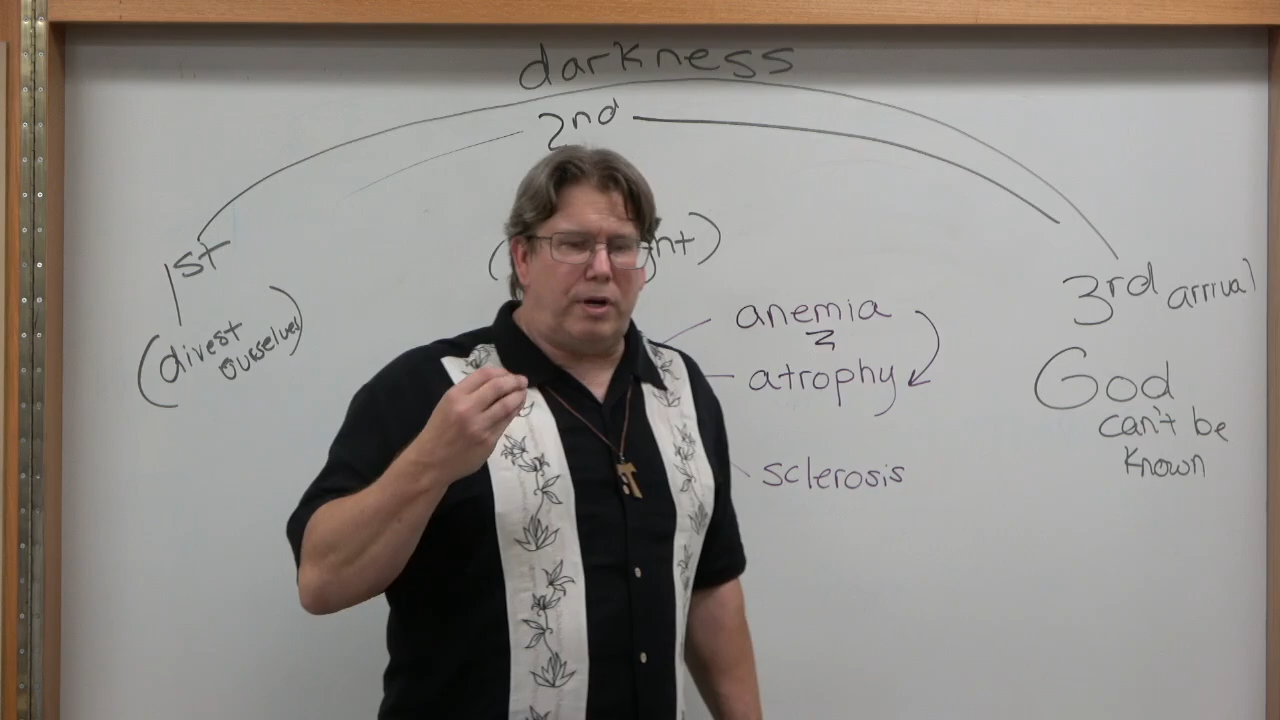 darkness
2nd
1st
(divest
ourselves)
anemia
&
atrophy
sclerosis
3rd arrival
God
can't be
known